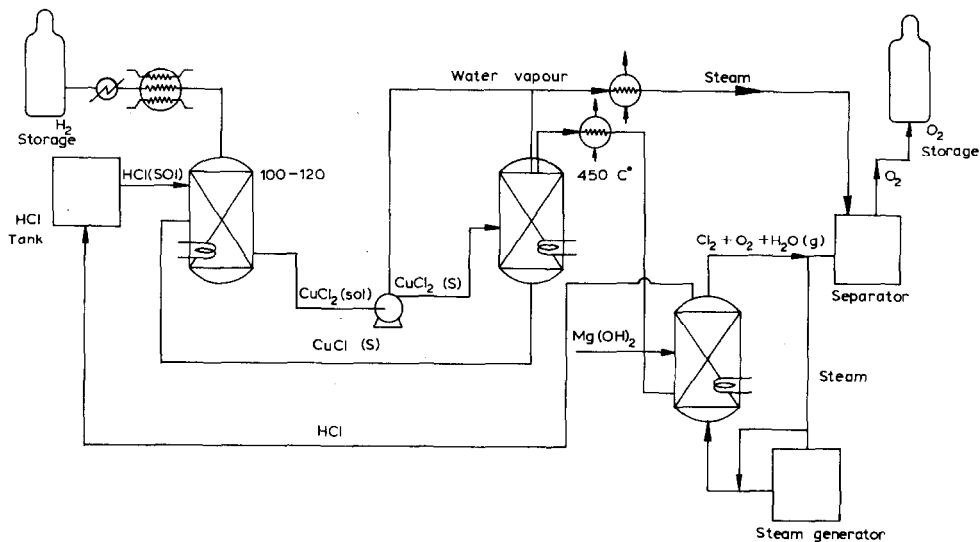 H₂
Storage
HCl(SOl)
HCl
Tank
100-120
CuCl₂(sol)
CuCl₂ (S)
CuCl (S)
HCl
Water vapour
Steam
450 C°
O₂
Storage
O₂
Cl₂ + O₂ + H₂O(g)
Separator
Mg(OH)₂
Steam
Steam generator